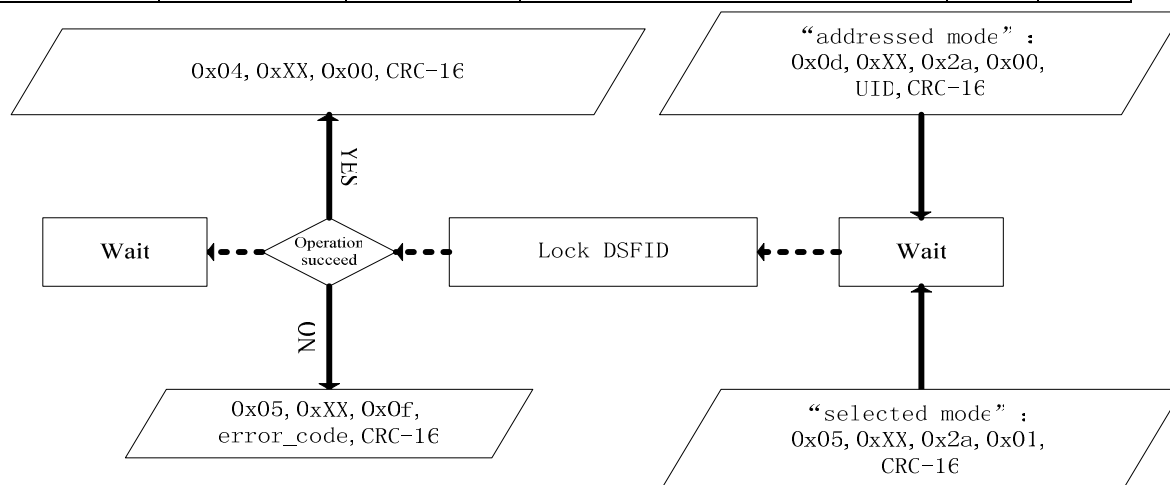 0x04, 0xXX, 0x00, CRC-16
“addressed mode” :
0x0d, 0xXX, 0x2a, 0x00,
UID, CRC-16
YES
Wait
Operation
succeed
Lock DSFID
Wait
ON
0x05, 0xXX, 0x0f,
error_code, CRC-16
“selected mode” :
0x05, 0xXX, 0x2a, 0x01,
CRC-16